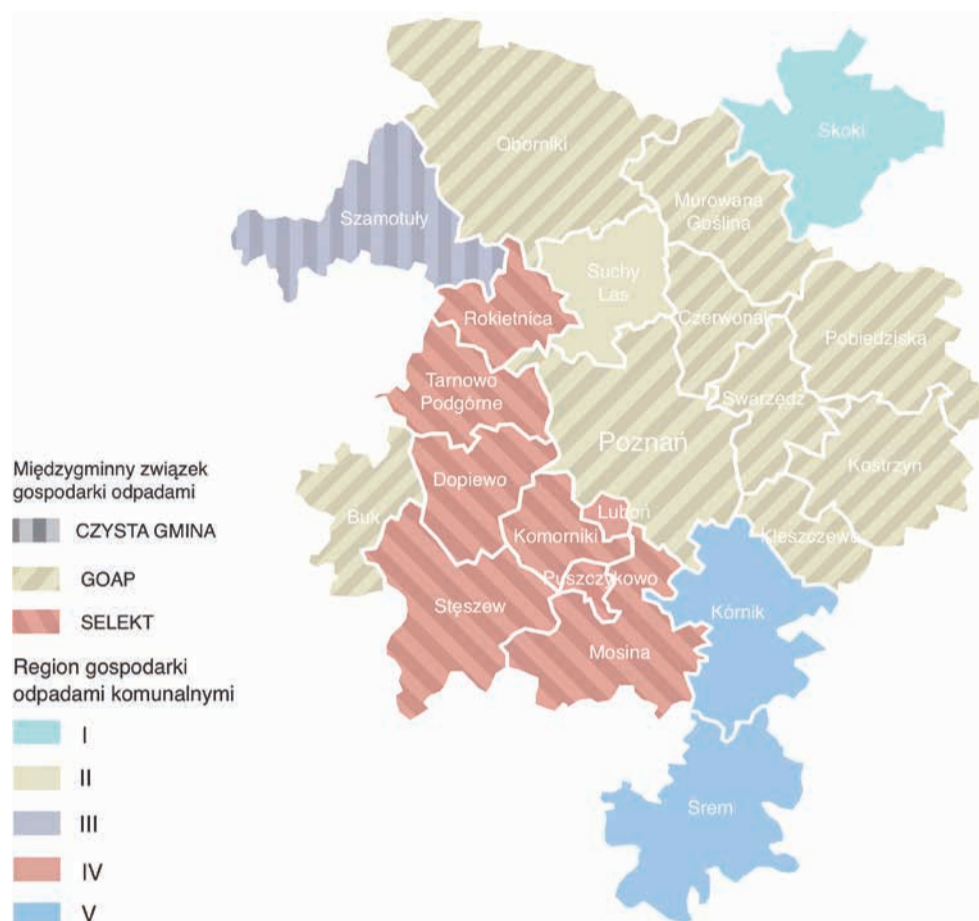 Skoki
Oborniki
Murowana
Goślina
Szamotuły
Suchy
Las
Rokietnica
Czerwonak
Pobiedziska
Tarnowo
Podgórne
Swarzędz
Poznań
Międzygminny związek
gospodarki odpadami
Dopiewo
Kostrzyn
Buk
Luboń
CZYSTA GMINA
Komorniki
Kleszczewo
GOAP
Puszczykowo
SELEKT
Stęszew
Kórnik
Mosina
Region gospodarki
odpadami komunalnymi
I
II
III
Śrem
IV
V